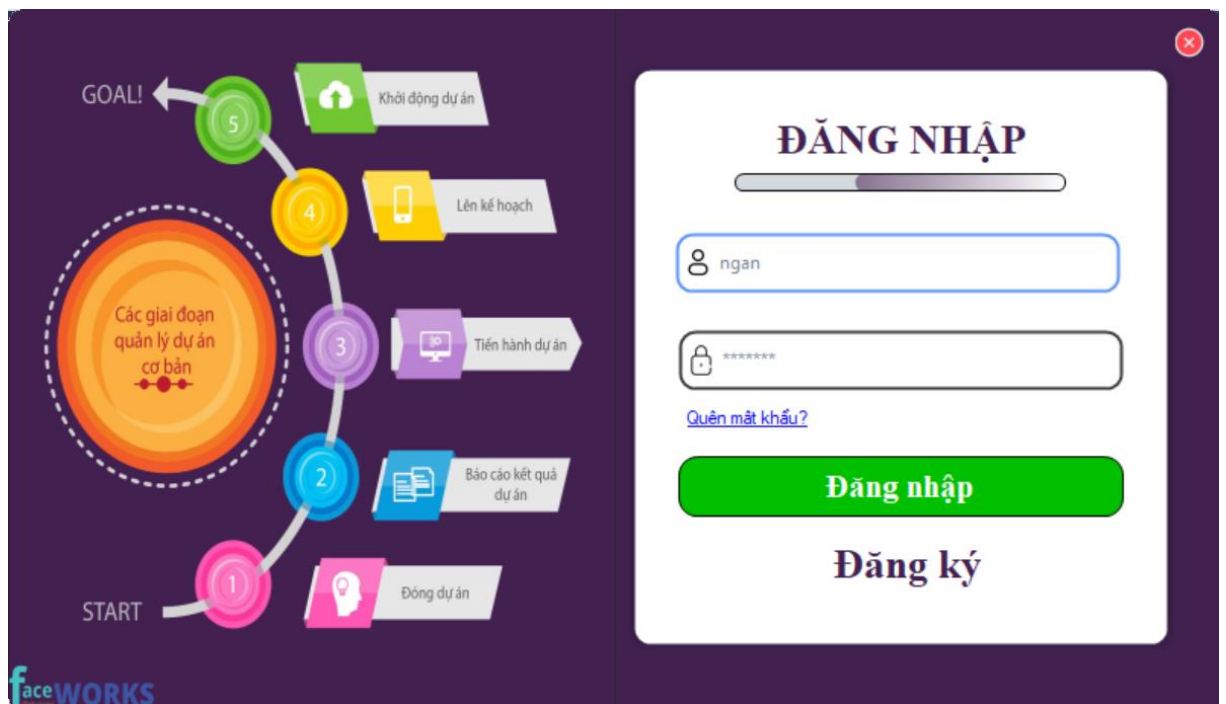 GOAL!
5
Khởi động dự án
4
Lên kế hoạch
Các giai đoạn
quản lý dự án
cơ bản
3
Tiến hành dự án
2
Báo cáo kết quả
dự án
1
Đóng dự án
START
faceWORKS
ĐĂNG NHẬP
ngan
*******
Quên mât khẩu?
Đăng nhập
Đăng ký